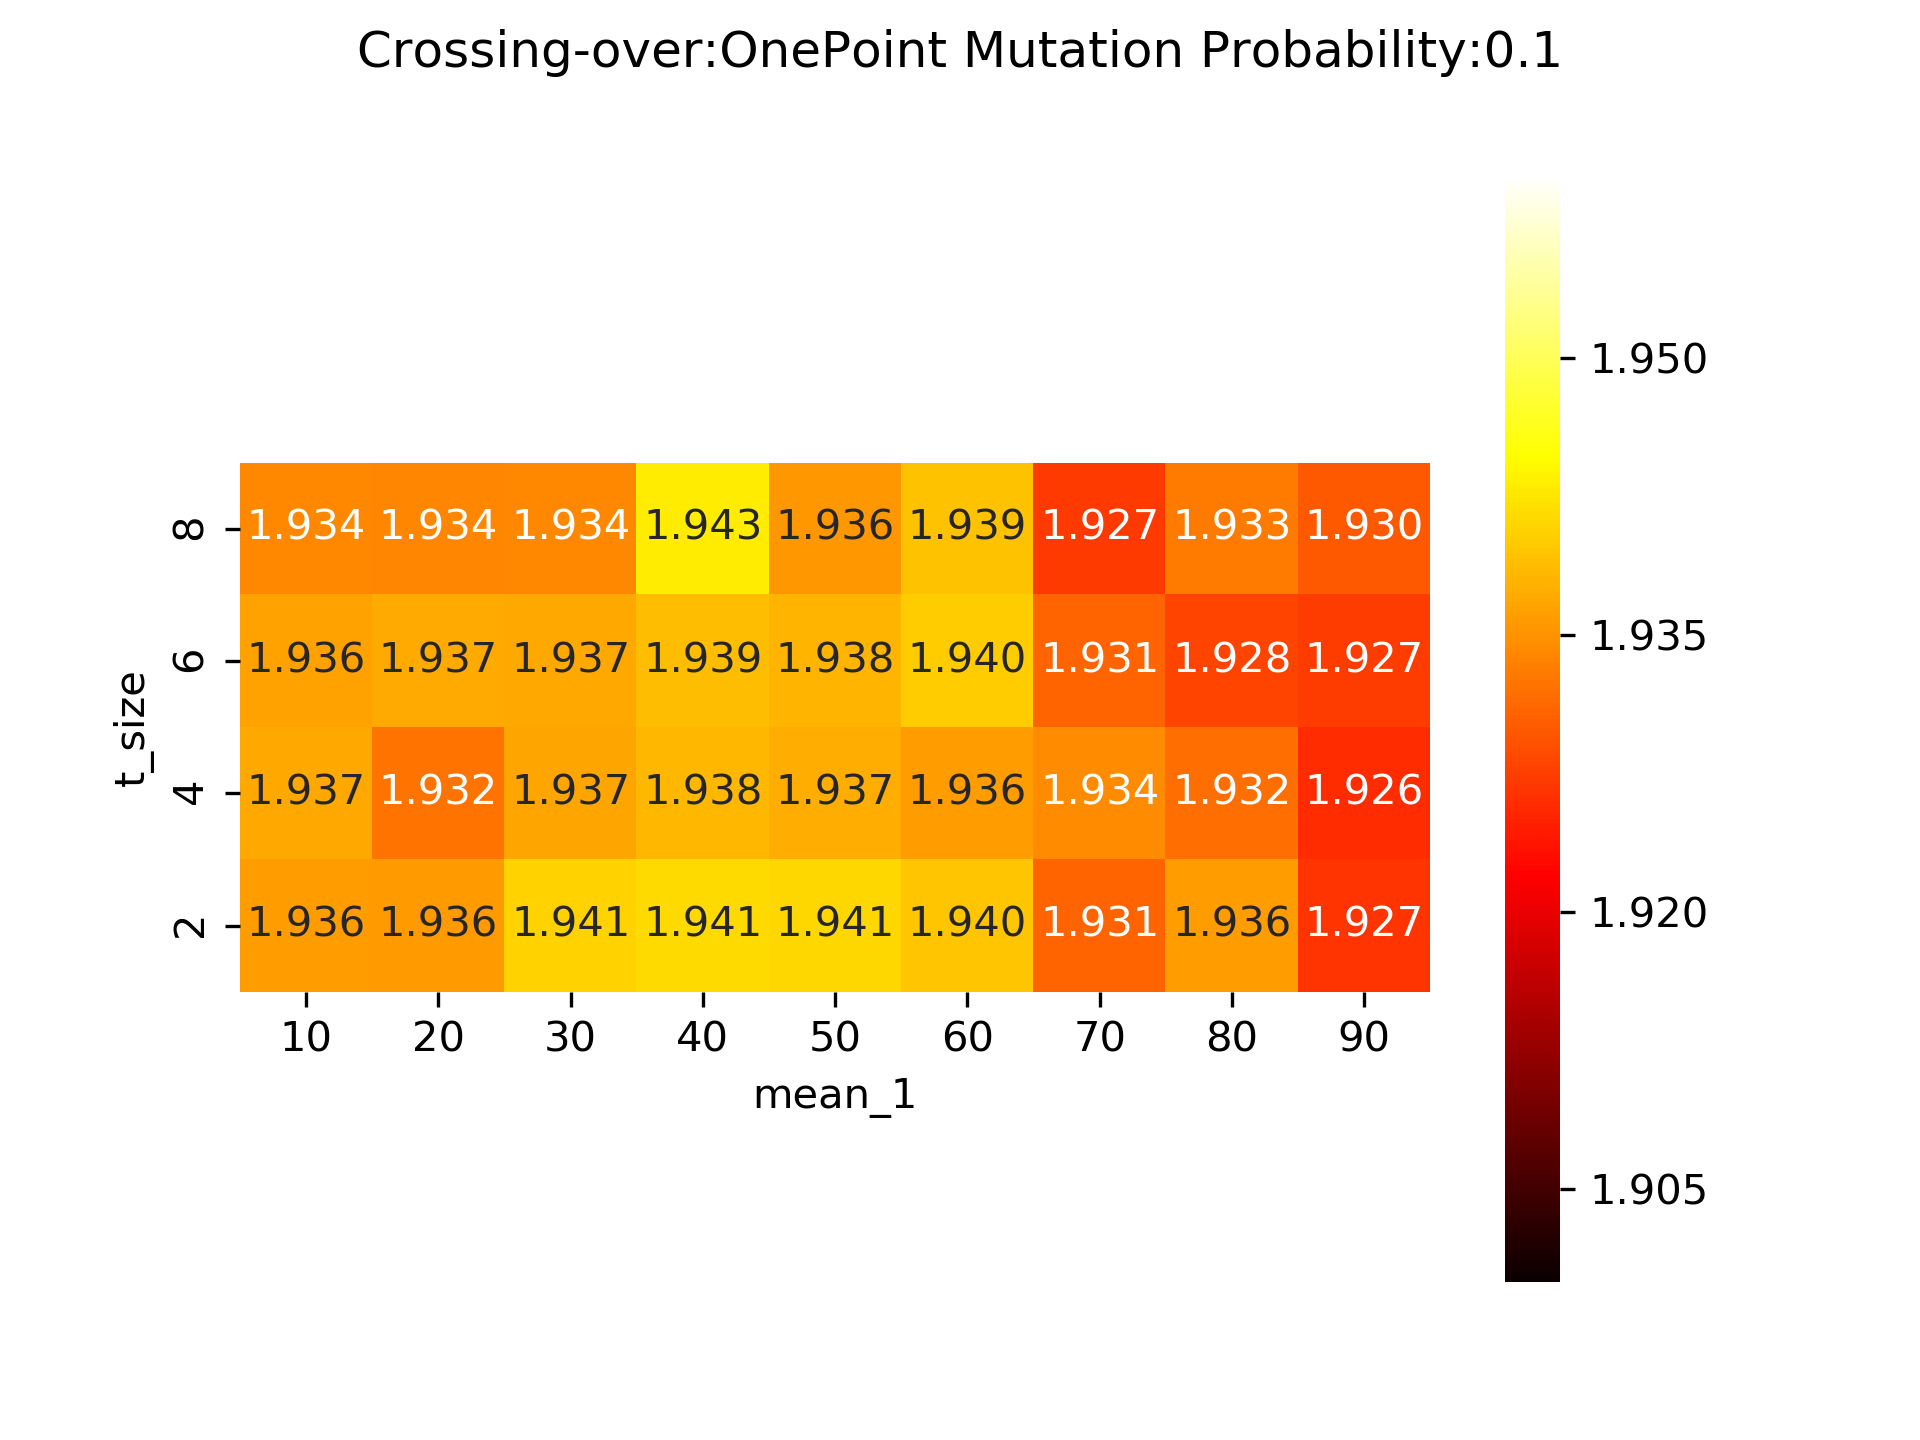 Crossing-over:OnePoint Mutation Probability:0.1
8 1.934 1.934 1.934 1.943 1.936 1.939 1.927 1.933 1.930
6 1.936 1.937 1.937 1.939 1.938 1.940 1.931 1.928 1.927
4 1.937 1.932 1.937 1.938 1.937 1.936 1.934 1.932 1.926
2 1.936 1.936 1.941 1.941 1.941 1.940 1.931 1.936 1.927
t_size
10 20 30 40 50 60 70 80 90
mean_1
1.950
1.935
1.920
1.905